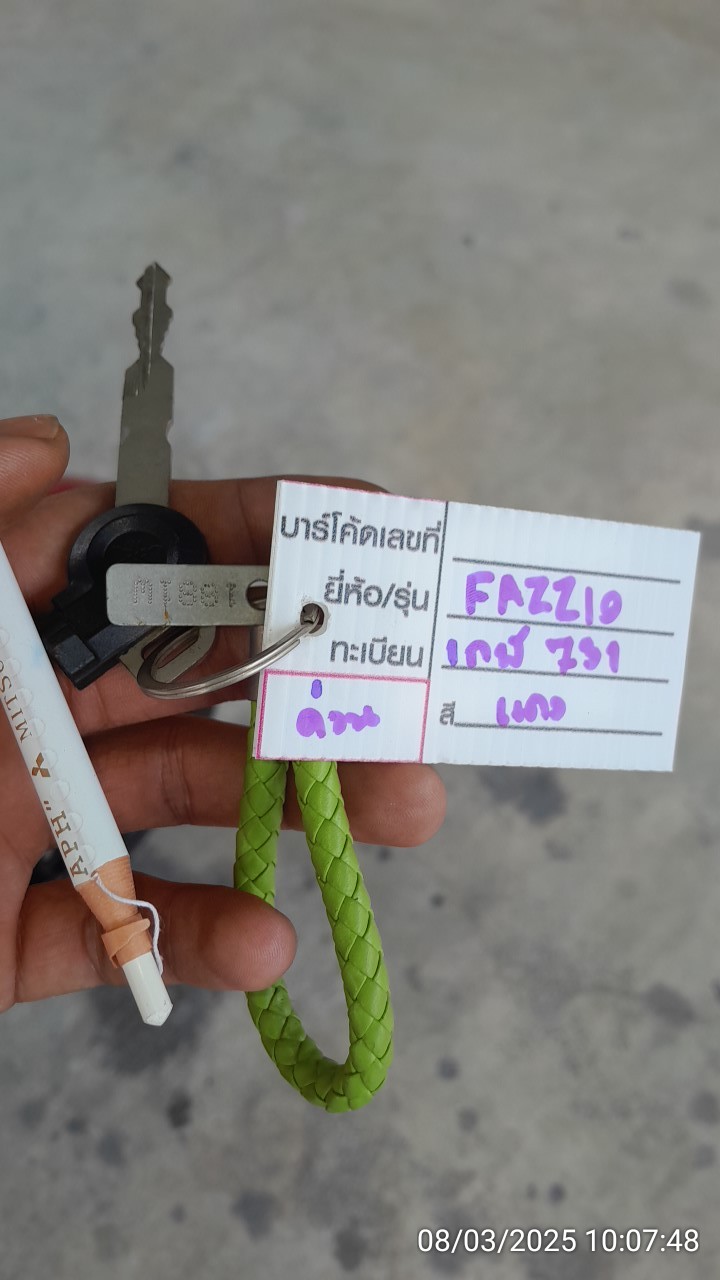 บาร์โค้ดเลขที่
ยี่ห้อ/รุ่น FAZZIO
ทะเบียน 1กษ 731
สี แดง
ด่วน
M1881
APH" MITSU
08/03/2025 10:07:48